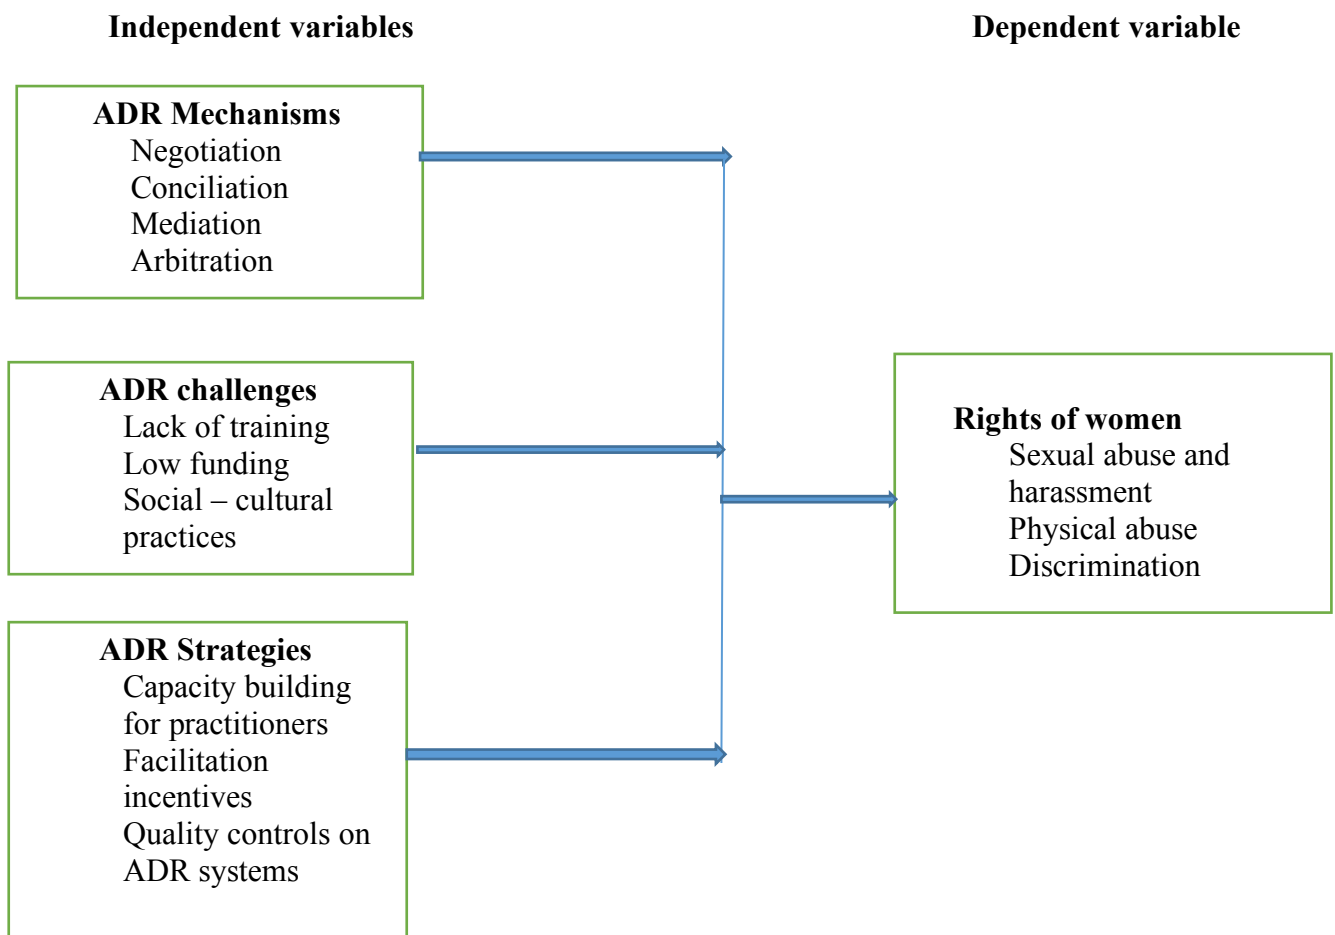 Independent variables
Dependent variable
ADR Mechanisms
Negotiation
Conciliation
Mediation
Arbitration
ADR challenges
Lack of training
Low funding
Social – cultural
practices
ADR Strategies
Capacity building
for practitioners
Facilitation
incentives
Quality controls on
ADR systems
Rights of women
Sexual abuse and
harassment
Physical abuse
Discrimination